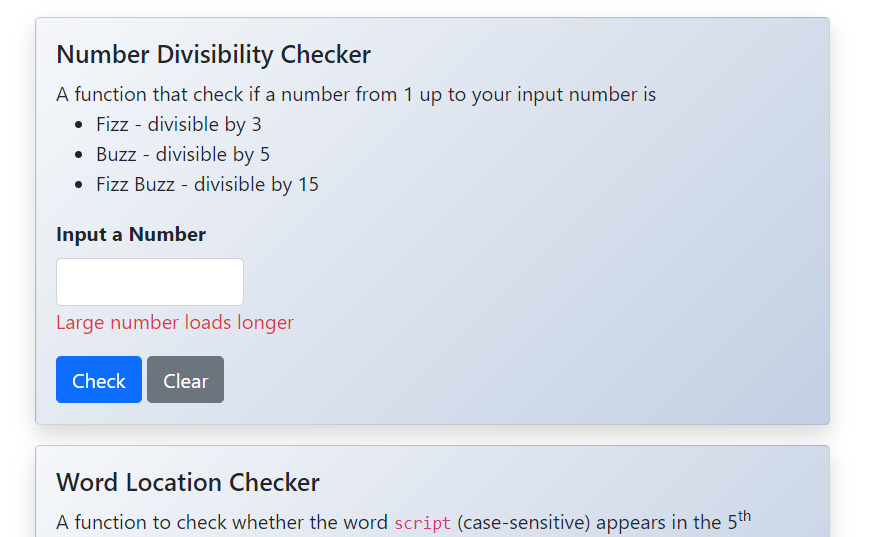 Number Divisibility Checker
A function that check if a number from 1 up to your input number is
• Fizz - divisible by 3
• Buzz - divisible by 5
• Fizz Buzz - divisible by 15
Input a Number
Large number loads longer
Check Clear
Word Location Checker
A function to check whether the word script (case-sensitive) appears in the 5th